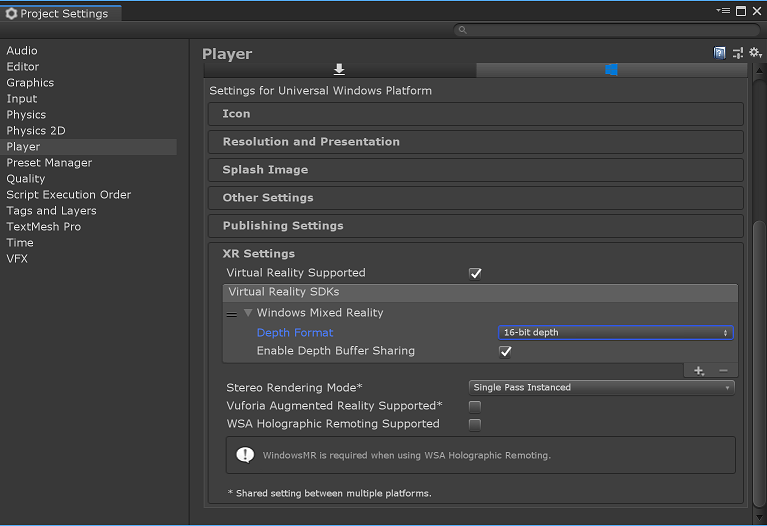 Project Settings
Audio
Editor
Graphics
Input
Physics
Physics 2D
Player
Preset Manager
Quality
Script Execution Order
Tags and Layers
TextMesh Pro
Time
VFX
Player
Settings for Universal Windows Platform
Icon
Resolution and Presentation
Splash Image
Other Settings
Publishing Settings
XR Settings
Virtual Reality Supported
Virtual Reality SDKs
Windows Mixed Reality
Depth Format 16-bit depth
Enable Depth Buffer Sharing
Stereo Rendering Mode* Single Pass Instanced
Vuforia Augmented Reality Supported*
WSA Holographic Remoting Supported
WindowsMR is required when using WSA Holographic Remoting.
* Shared setting between multiple platforms.